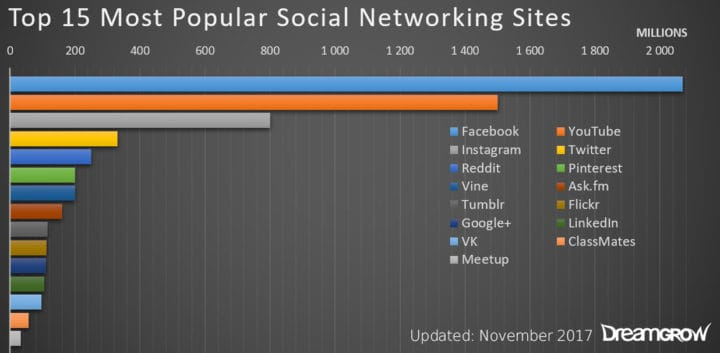 Top 15 Most Popular Social Networking Sites
MILLIONS
0 200 400 600 800 1 000 1 200 1 400 1 600 1 800 2 000
Facebook YouTube
Instagram Twitter
Reddit Pinterest
Vine Ask.fm
Tumblr Flickr
Google+ LinkedIn
VK ClassMates
Meetup
Updated: November 2017 DREAMGROW